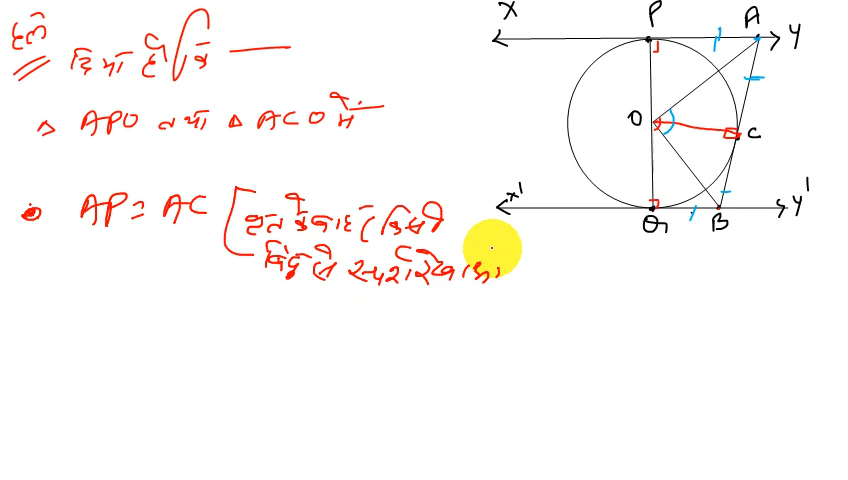 हल
दिया है कि
△ APO तथा △ ACO में
AP = AC [वृत्त के बाह्य किसी
बिंदु से स्पर्श रेखा
X P A Y
O C
X' Q B Y'